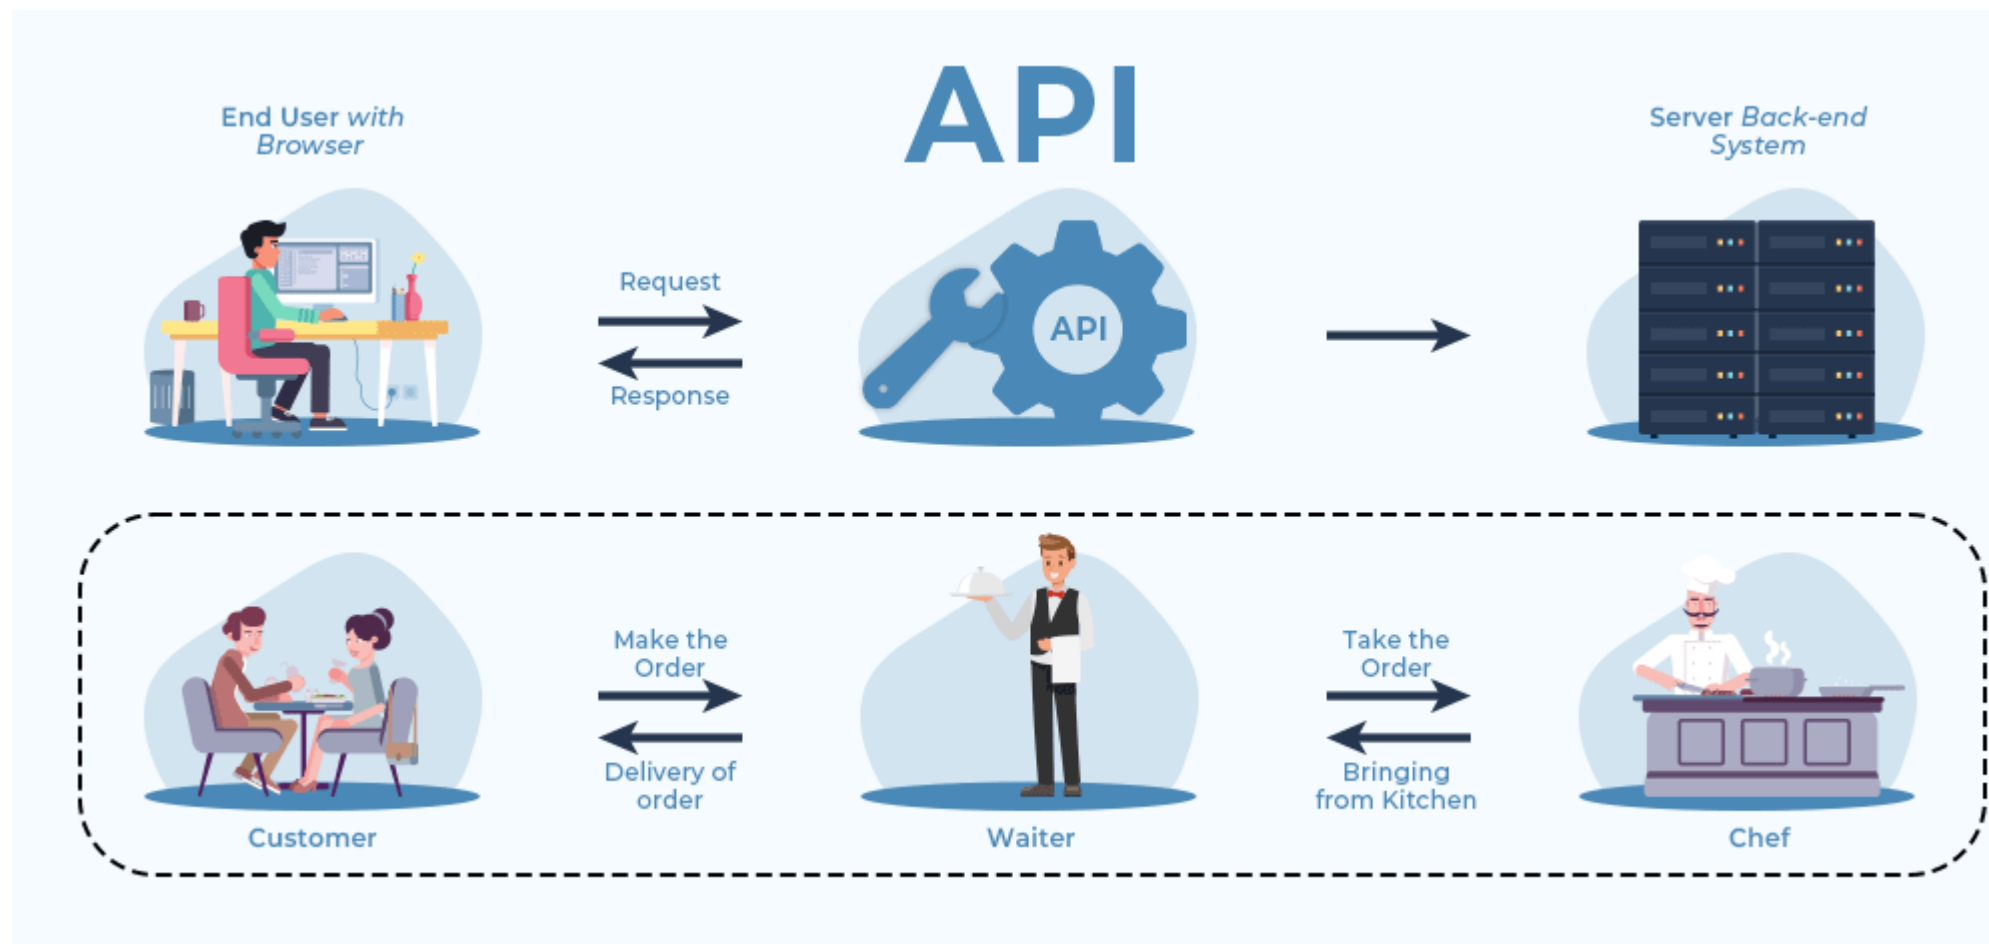 API
End User with
Browser
Server Back-end
System
Request
Response
API
Make the
Order
Delivery of
order
Take the
Order
Bringing
from Kitchen
Customer
Waiter
Chef